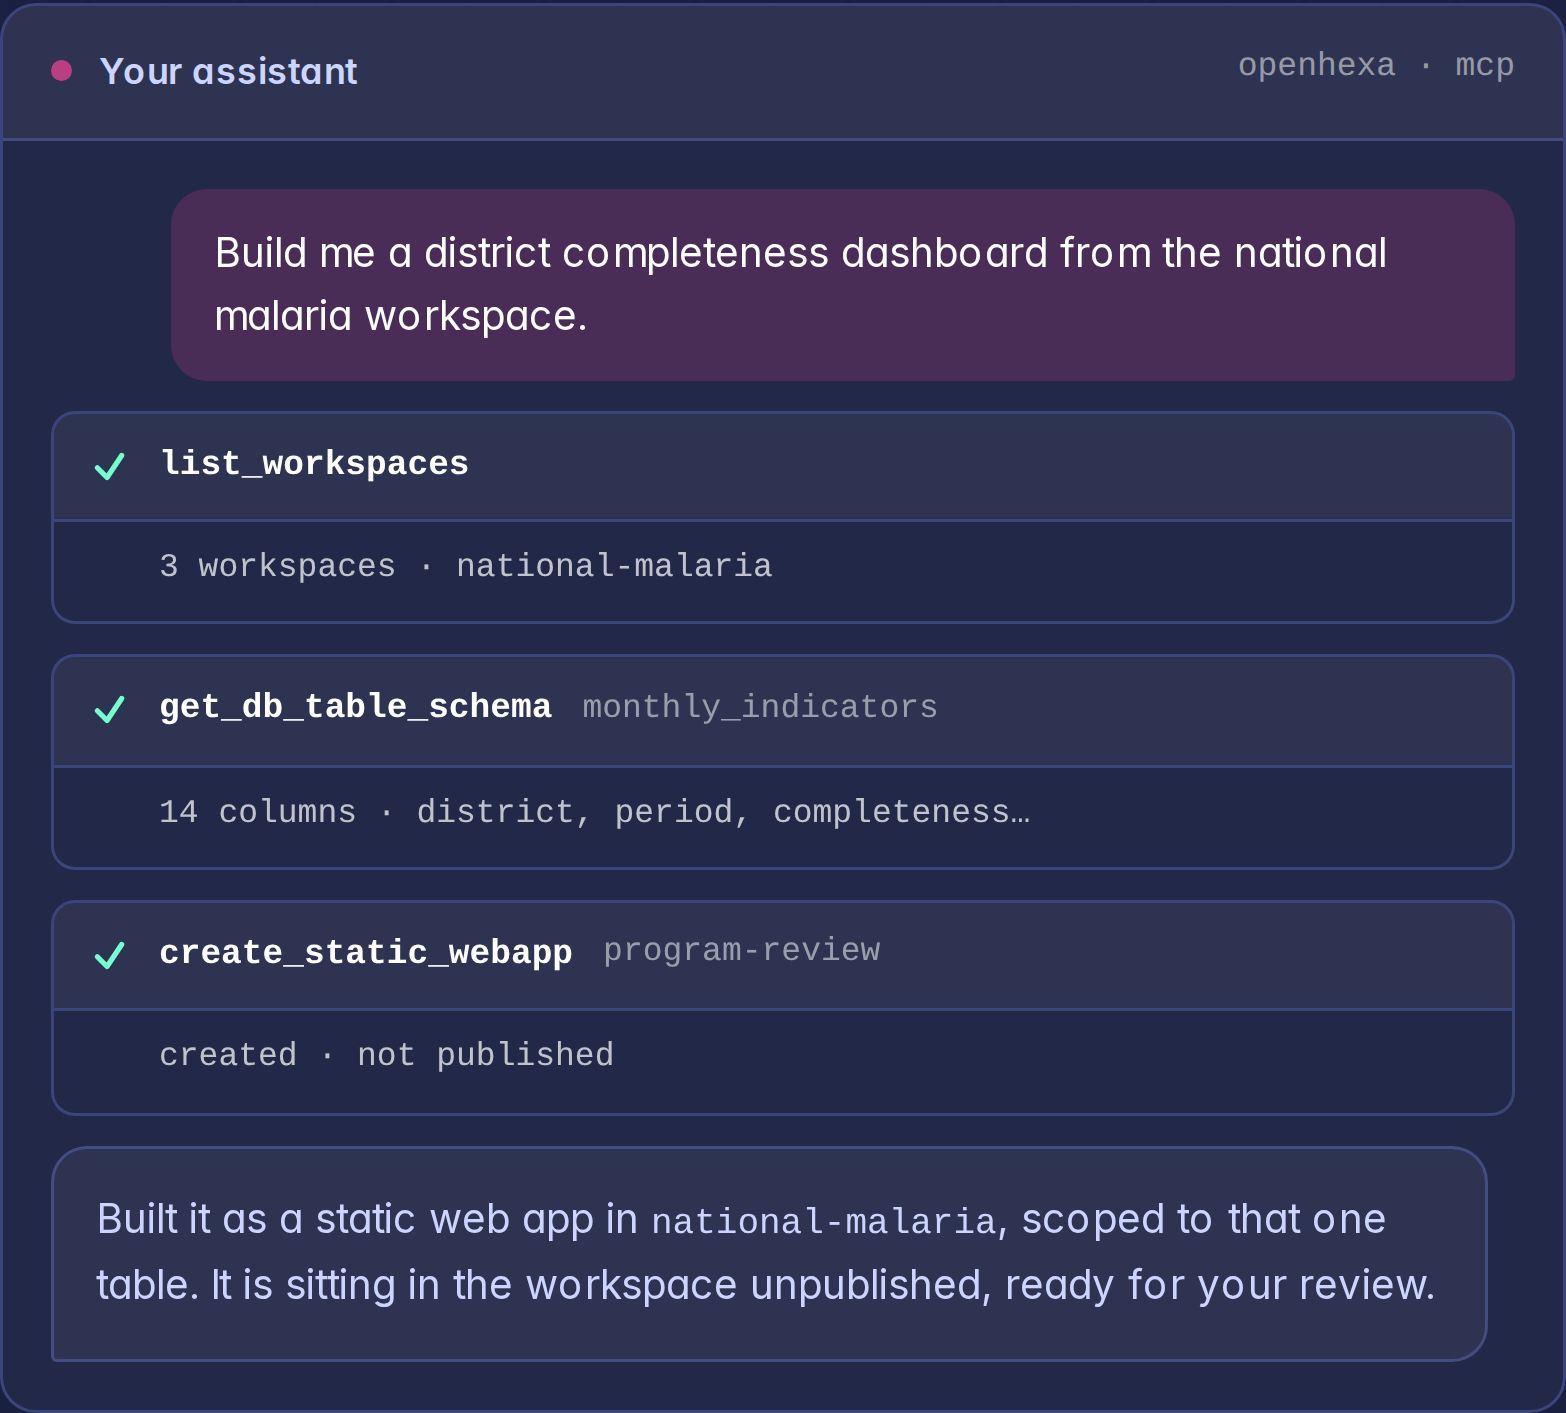 Your assistant
openhexa · mcp
Build me a district completeness dashboard from the national
malaria workspace.
list_workspaces
3 workspaces · national-malaria
get_db_table_schema monthly_indicators
14 columns · district, period, completeness…
create_static_webapp program-review
created · not published
Built it as a static web app in national-malaria, scoped to that one
table. It is sitting in the workspace unpublished, ready for your review.